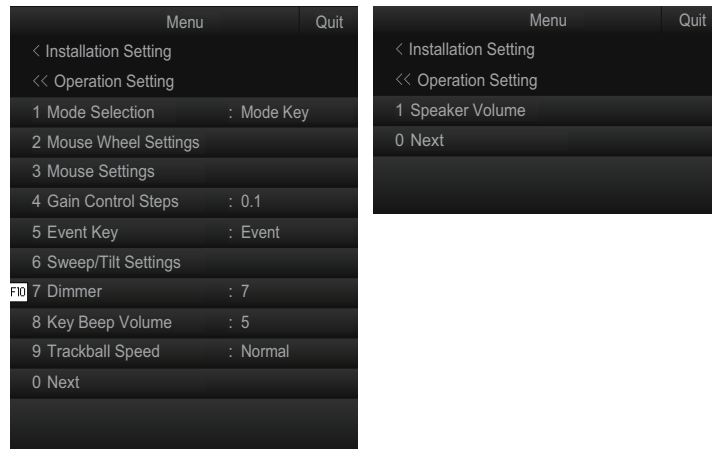 Menu Quit
< Installation Setting
<< Operation Setting
1 Mode Selection : Mode Key
2 Mouse Wheel Settings
3 Mouse Settings
4 Gain Control Steps : 0.1
5 Event Key : Event
6 Sweep/Tilt Settings
F10 7 Dimmer : 7
8 Key Beep Volume : 5
9 Trackball Speed : Normal
0 Next
Menu Quit
< Installation Setting
<< Operation Setting
1 Speaker Volume
0 Next